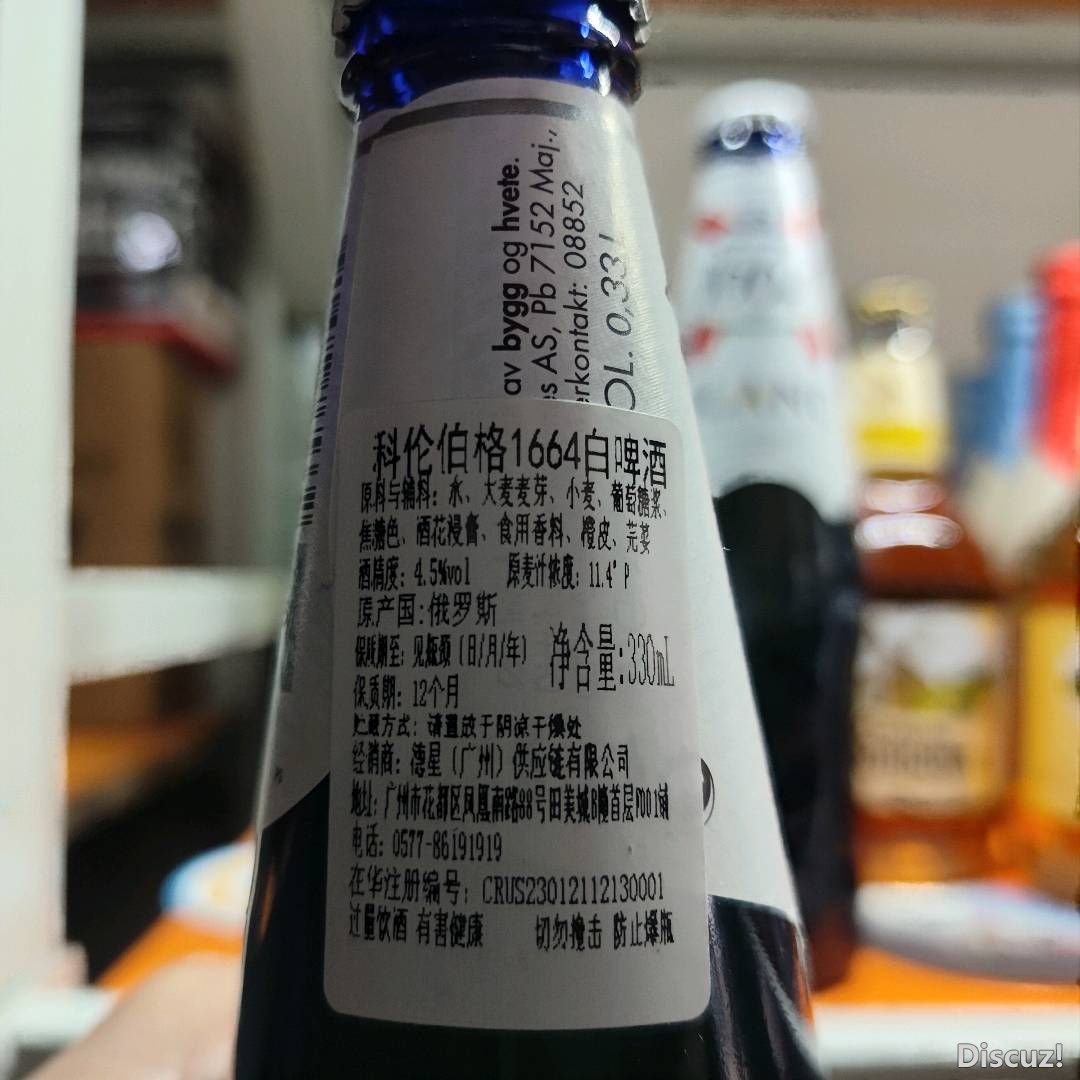 av bygg og hvete.
AS, Pb 7152 Maj.,
erkontakt: 08852
OL. 0,33 l
科伦伯格1664白啤酒
原料与辅料：水、大麦麦芽、小麦、葡萄糖浆、
焦糖色、酒花浸膏、食用香料、橙皮、芫荽
酒精度：4.5%vol 原麦汁浓度：11.4°P
原产国：俄罗斯
保质期至：见瓶颈（日/月/年） 净含量：330mL
保质期：12个月
贮藏方式：请置放于阴凉干燥处
经销商：德星（广州）供应链有限公司
地址：广州市花都区凤凰南路88号田美城B幢首层
电话：0577-86191919
在华注册编号：CRUS23012112130001
过量饮酒 有害健康 切勿撞击 防止爆瓶
Discuz!